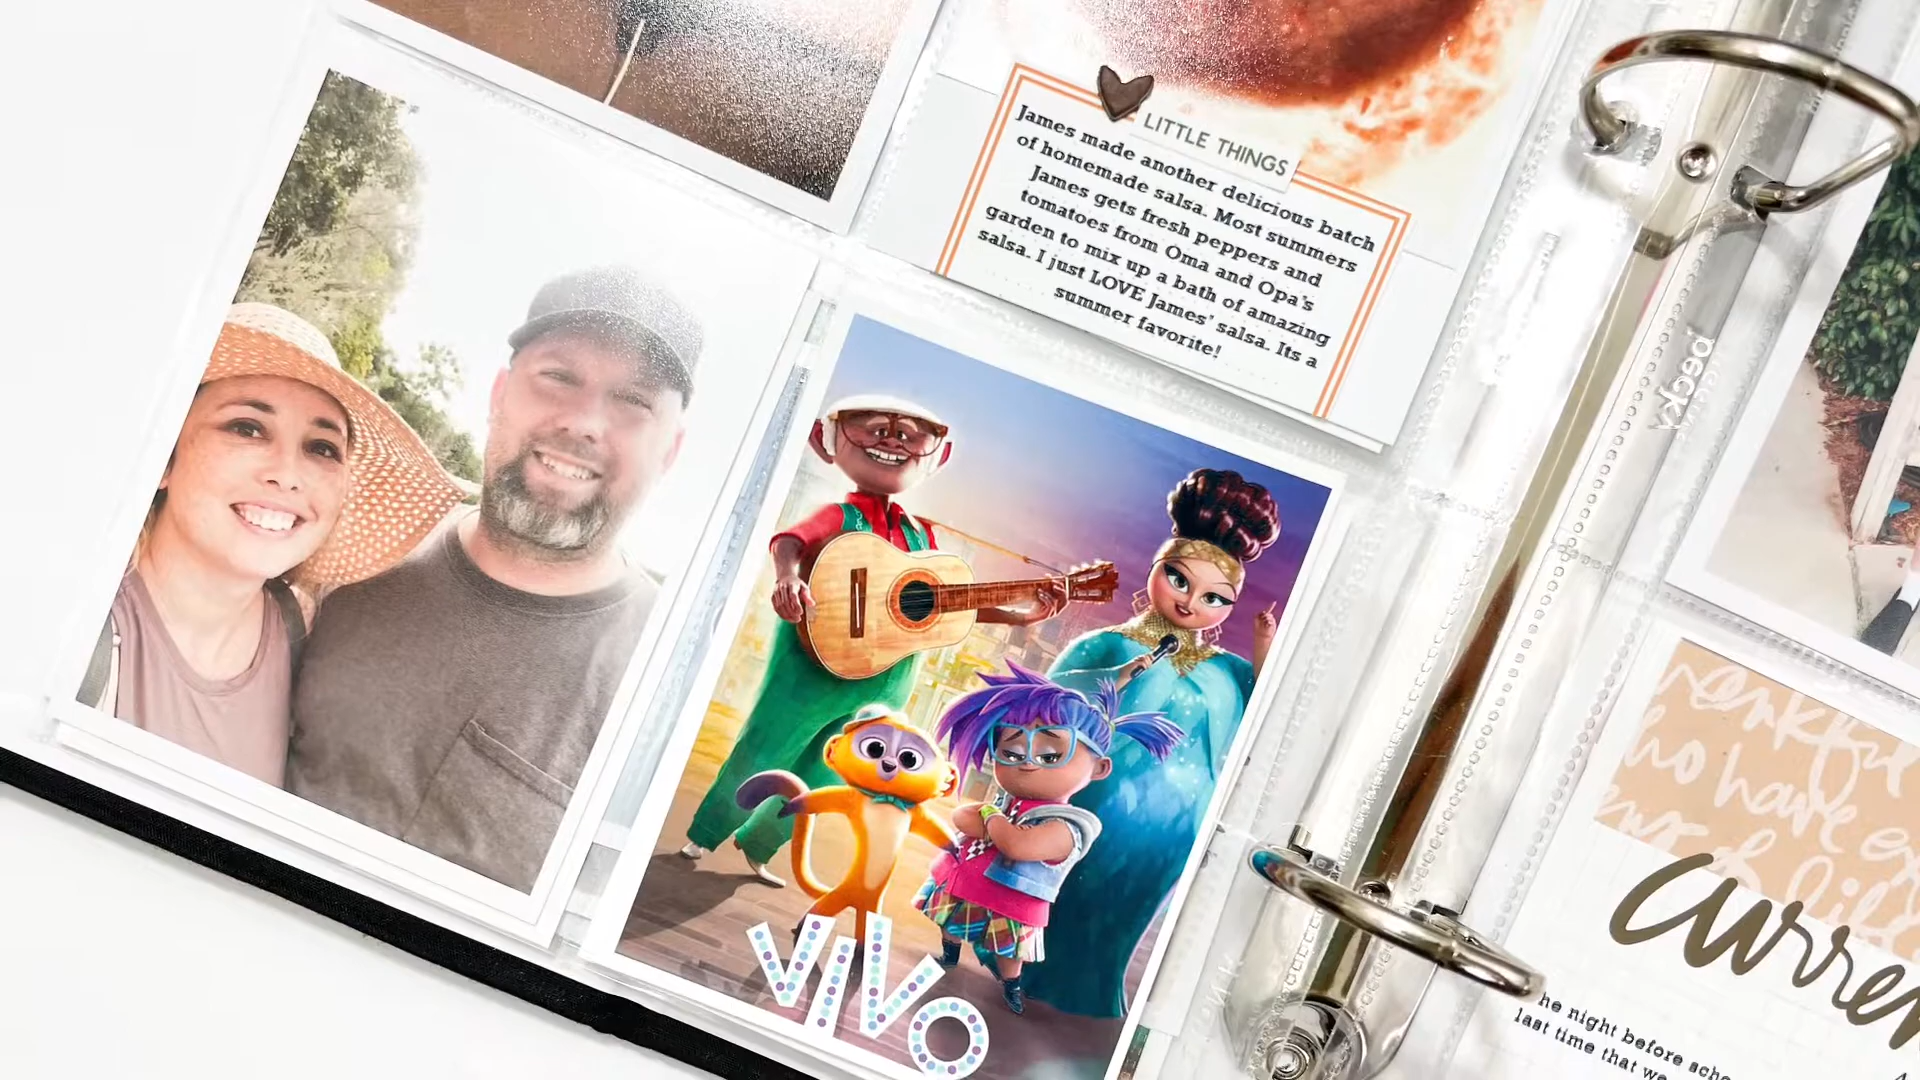 LITTLE THINGS
James made another delicious batch
of homemade salsa. Most summers
James gets fresh peppers and
tomatoes from Oma and Opa's
garden to mix up a bath of amazing
salsa. I just LOVE James' salsa. Its a
summer favorite!
VIVO
becky
who have
he night before scho
last time that we